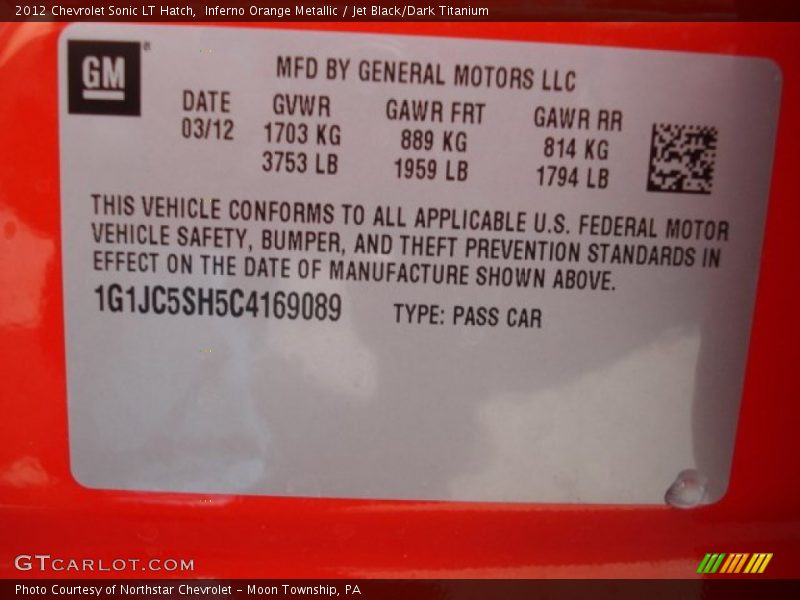 2012 Chevrolet Sonic LT Hatch,  Inferno Orange Metallic / Jet Black/Dark Titanium
GM®
MFD BY GENERAL MOTORS LLC
DATE GVWR GAWR FRT GAWR RR
03/12 1703 KG 889 KG 814 KG
3753 LB 1959 LB 1794 LB
THIS VEHICLE CONFORMS TO ALL APPLICABLE U.S. FEDERAL MOTOR
VEHICLE SAFETY, BUMPER, AND THEFT PREVENTION STANDARDS IN
EFFECT ON THE DATE OF MANUFACTURE SHOWN ABOVE.
1G1JC5SH5C4169089 TYPE: PASS CAR
GTCARLOT.COM
Photo Courtesy of Northstar Chevrolet - Moon Township, PA